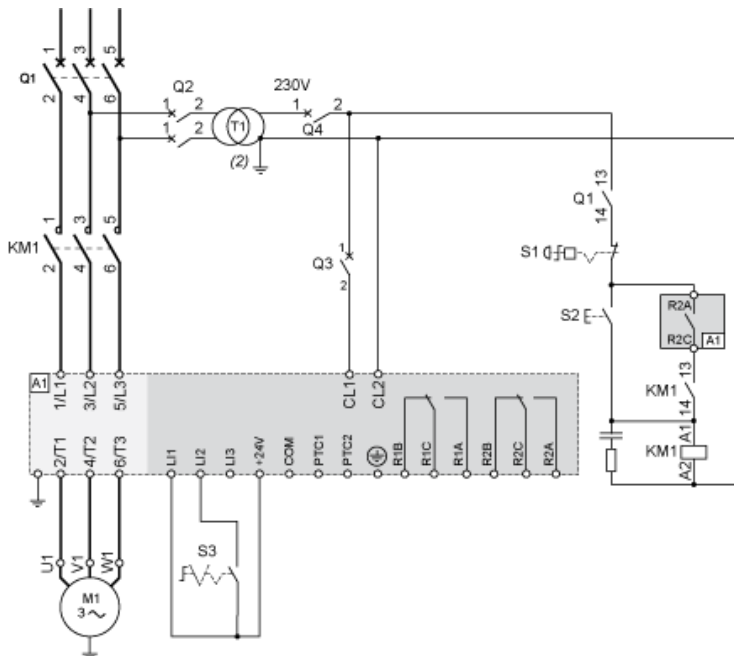 1 3 5
Q1
2 4 6
Q2
1 2
1 2
T1
(2)
230V
1 2
Q4
Q1
13
14
S1
1 3 5
KM1
2 4 6
Q3
1
2
S2
R2A
R2C
A1
KM1
13
14
A1
KM1
A2
A1
1/L1 3/L2 5/L3
CL1 CL2
2/T1 4/T2 6/T3
LI1 LI2 LI3 +24V COM PTC1 PTC2 R1B R1C R1A R2B R2C R2A
S3
U1 V1 W1
M1
3